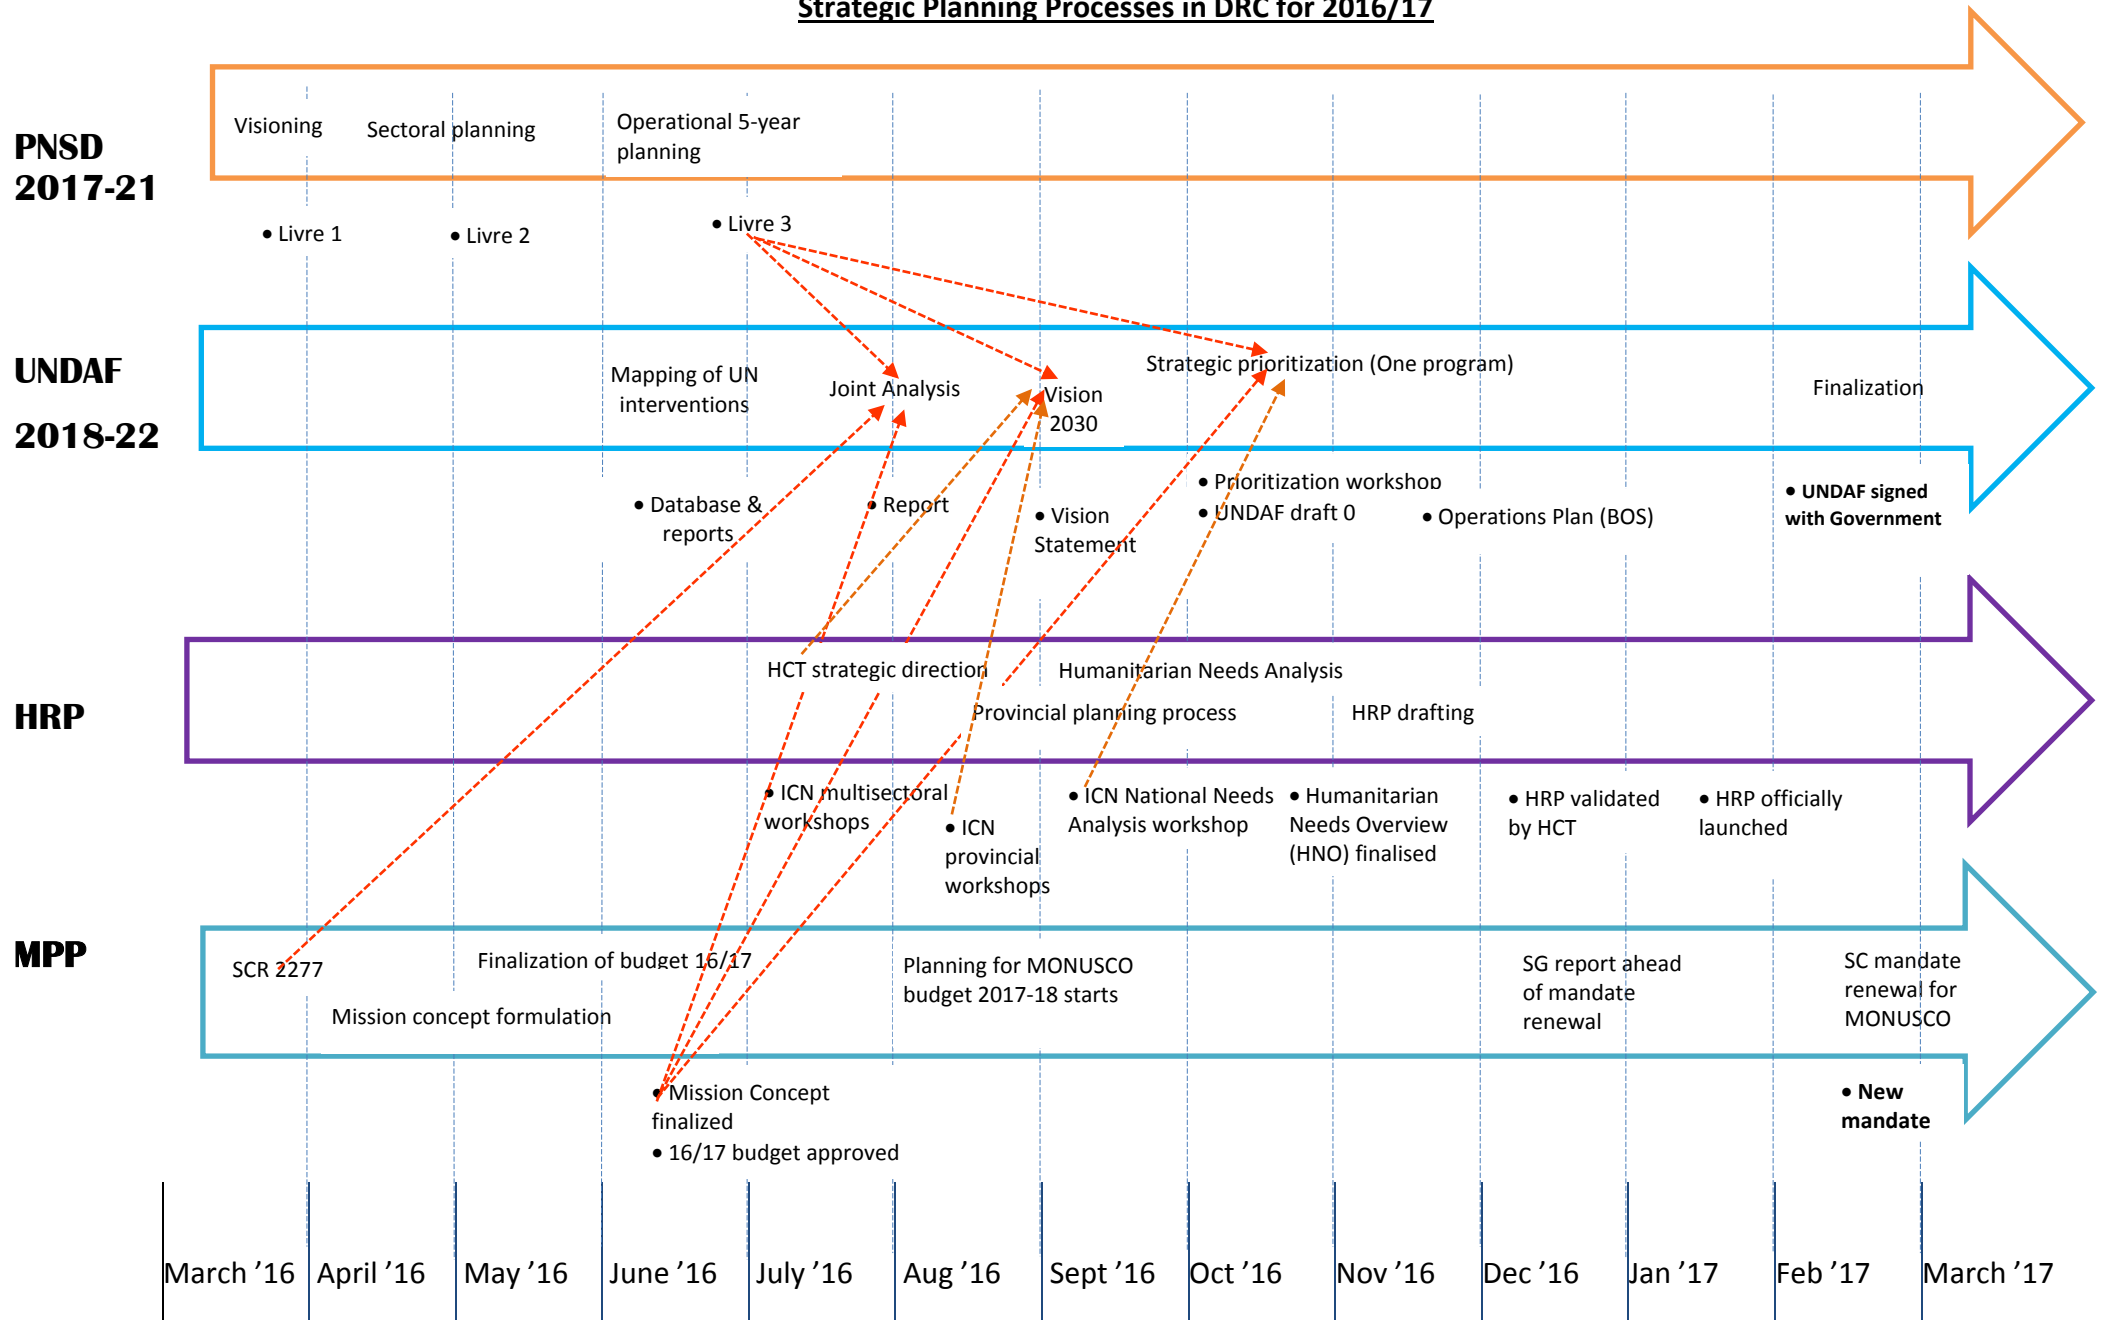 Strategic Planning Processes in DRC for 2016/17
PNSD
2017-21
Visioning
Sectoral planning
Operational 5-year
planning
• Livre 1
• Livre 2
• Livre 3
UNDAF
2018-22
Mapping of UN
interventions
Joint Analysis
Vision
2030
Strategic prioritization (One program)
Finalization
• Database &
reports
• Report
• Vision
Statement
• Prioritization workshop
• UNDAF draft 0
• Operations Plan (BOS)
• UNDAF signed
with Government
HRP
HCT strategic direction
Humanitarian Needs Analysis
Provincial planning process
HRP drafting
• ICN multisectoral
workshops
• ICN
provincial
workshops
• ICN National Needs
Analysis workshop
• Humanitarian
Needs Overview
(HNO) finalised
• HRP validated
by HCT
• HRP officially
launched
MPP
SCR 2277
Finalization of budget 16/17
Mission concept formulation
Planning for MONUSCO
budget 2017-18 starts
SG report ahead
of mandate
renewal
SC mandate
renewal for
MONUSCO
• Mission Concept
finalized
• 16/17 budget approved
• New
mandate
March ’16
April ’16
May ’16
June ’16
July ’16
Aug ’16
Sept ’16
Oct ’16
Nov ’16
Dec ’16
Jan ’17
Feb ’17
March ’17